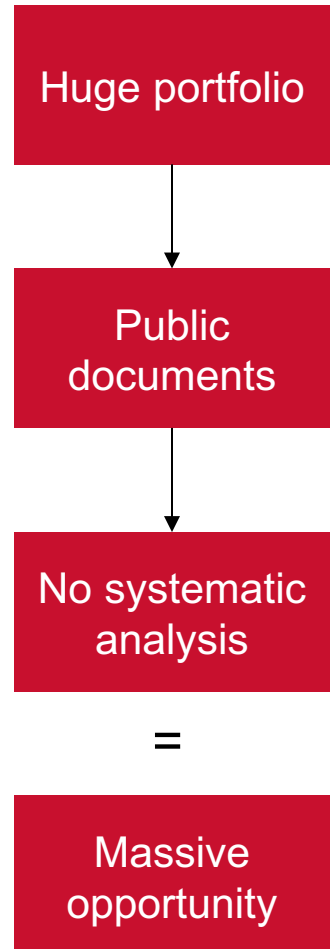 Huge portfolio
Public
documents
No systematic
analysis
=
Massive
opportunity